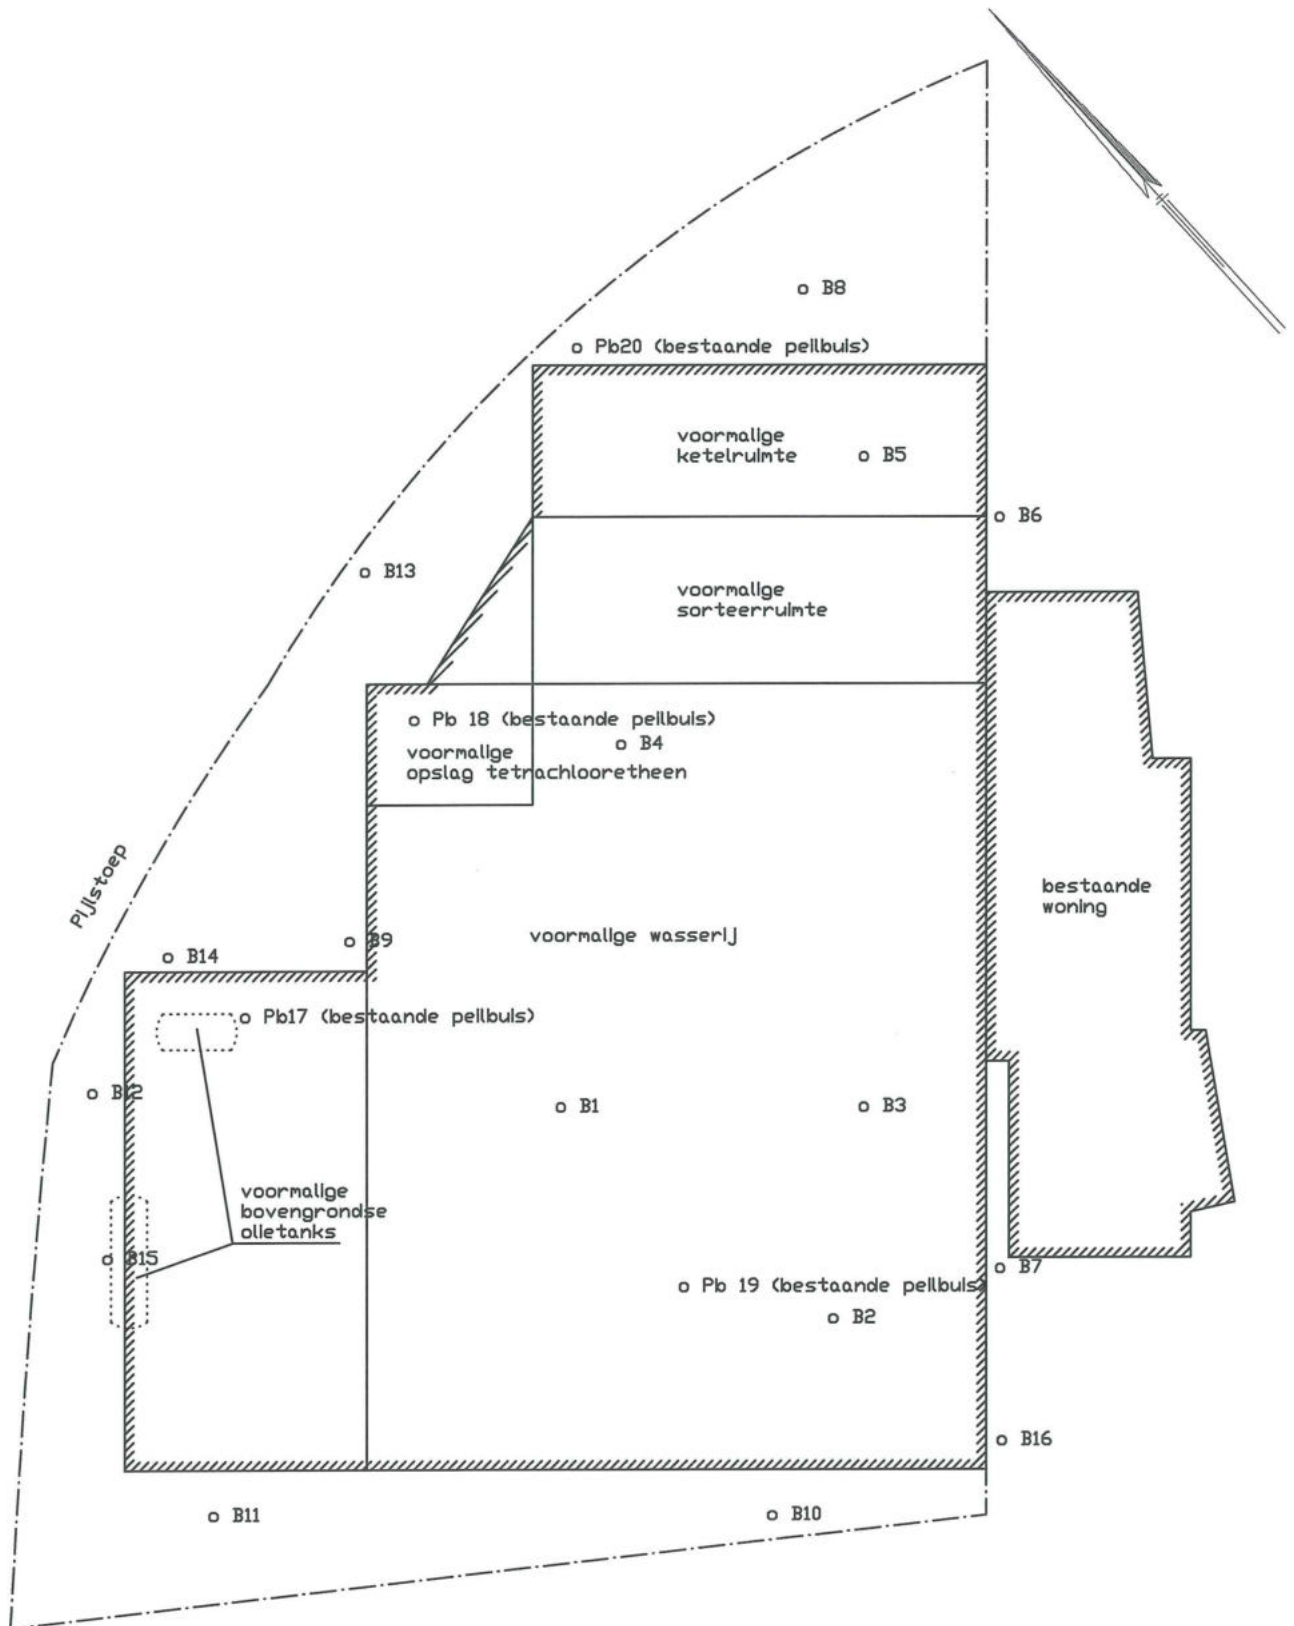 B8
Pb20 (bestaande peilbuis)
voormalige
ketelruimte
B5
B6
B13
voormalige
sorteerruimte
Pb 18 (bestaande peilbuis)
B4
voormalige
opslag tetrachlooretheen
Pijlstoep
bestaande
woning
voormalige wasserij
B9
B14
Pb17 (bestaande peilbuis)
B12
B1
B3
voormalige
bovengrondse
olietanks
B15
B7
Pb 19 (bestaande peilbuis)
B2
B16
B11
B10